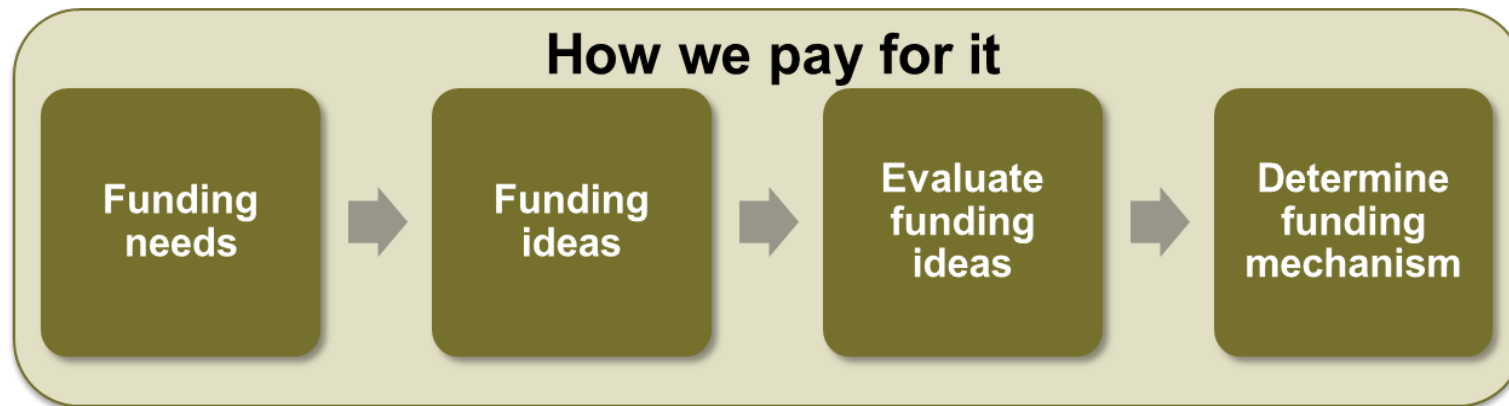 How we pay for it
Funding
needs
Funding
ideas
Evaluate
funding
ideas
Determine
funding
mechanism